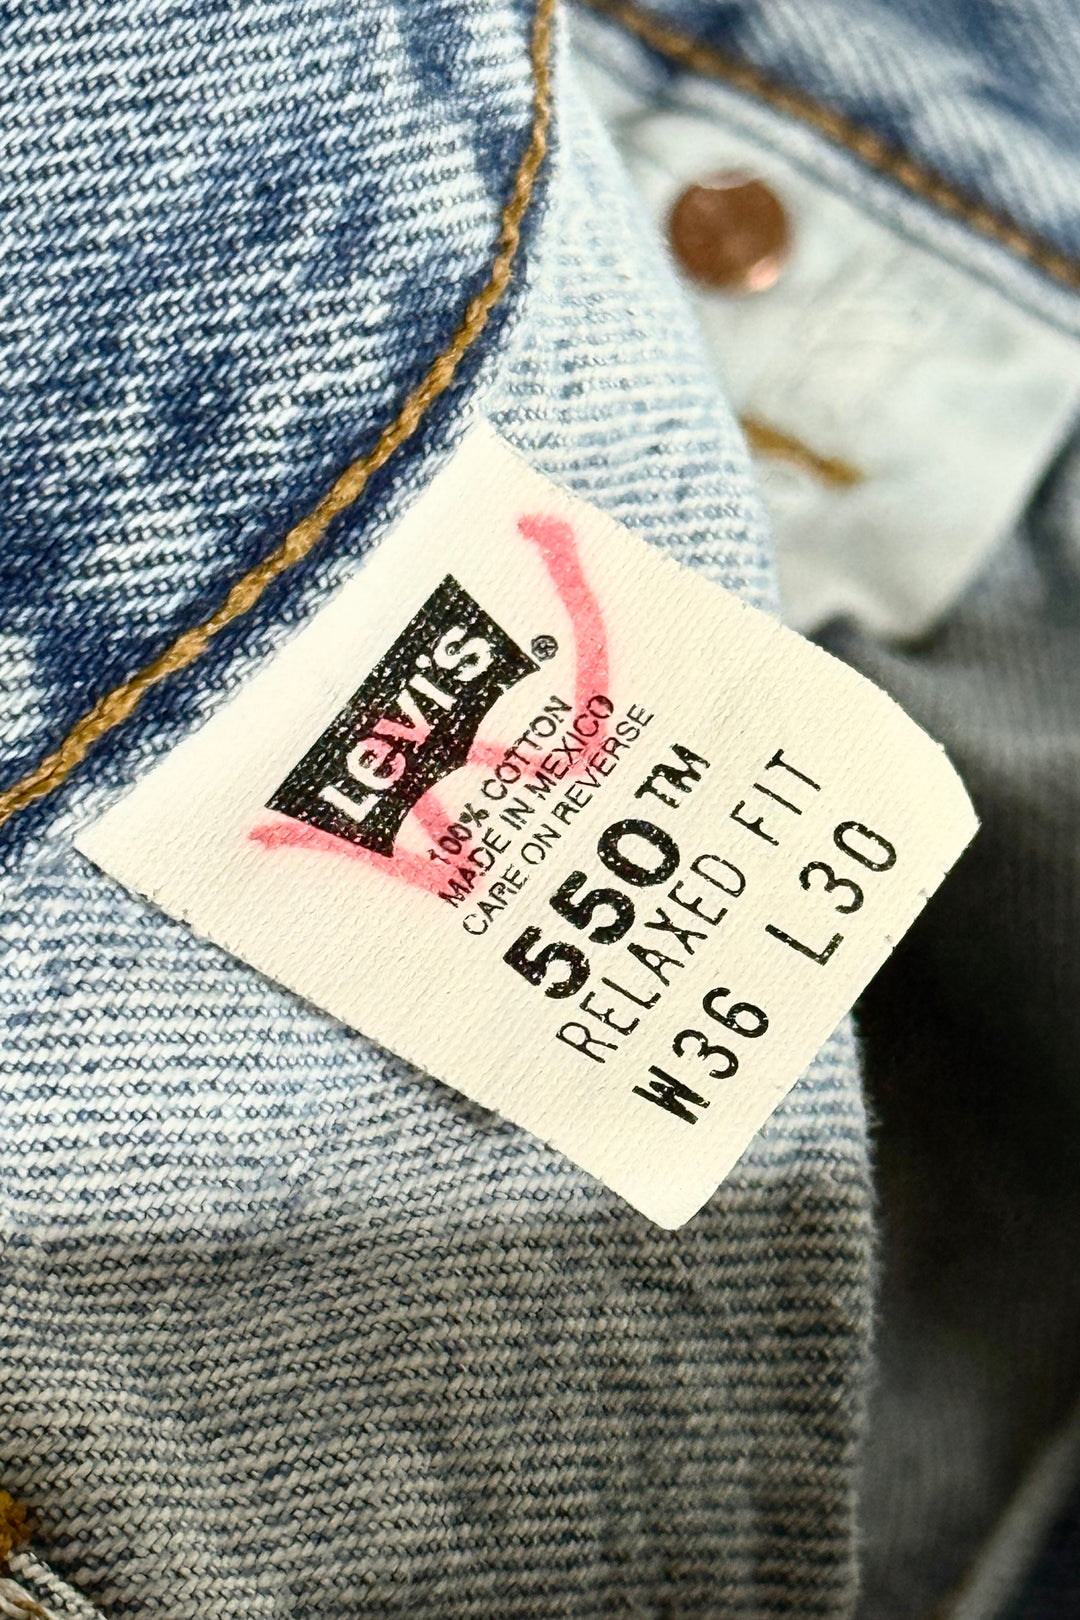 Levi's®
100% COTTON
MADE IN MEXICO
CARE ON REVERSE
550™
RELAXED FIT
W36 L30